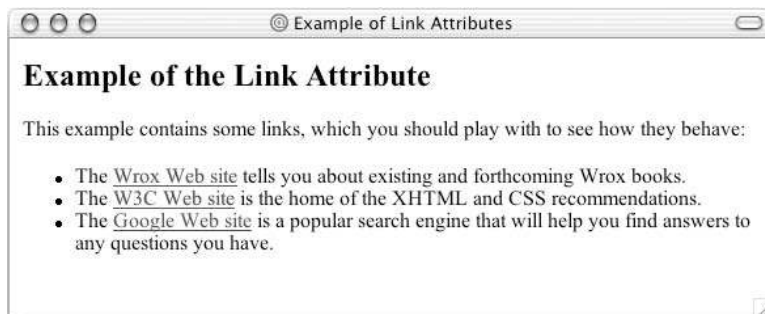 Example of Link Attributes
Example of the Link Attribute
This example contains some links, which you should play with to see how they behave:
The Wrox Web site tells you about existing and forthcoming Wrox books.
The W3C Web site is the home of the XHTML and CSS recommendations.
The Google Web site is a popular search engine that will help you find answers to
any questions you have.